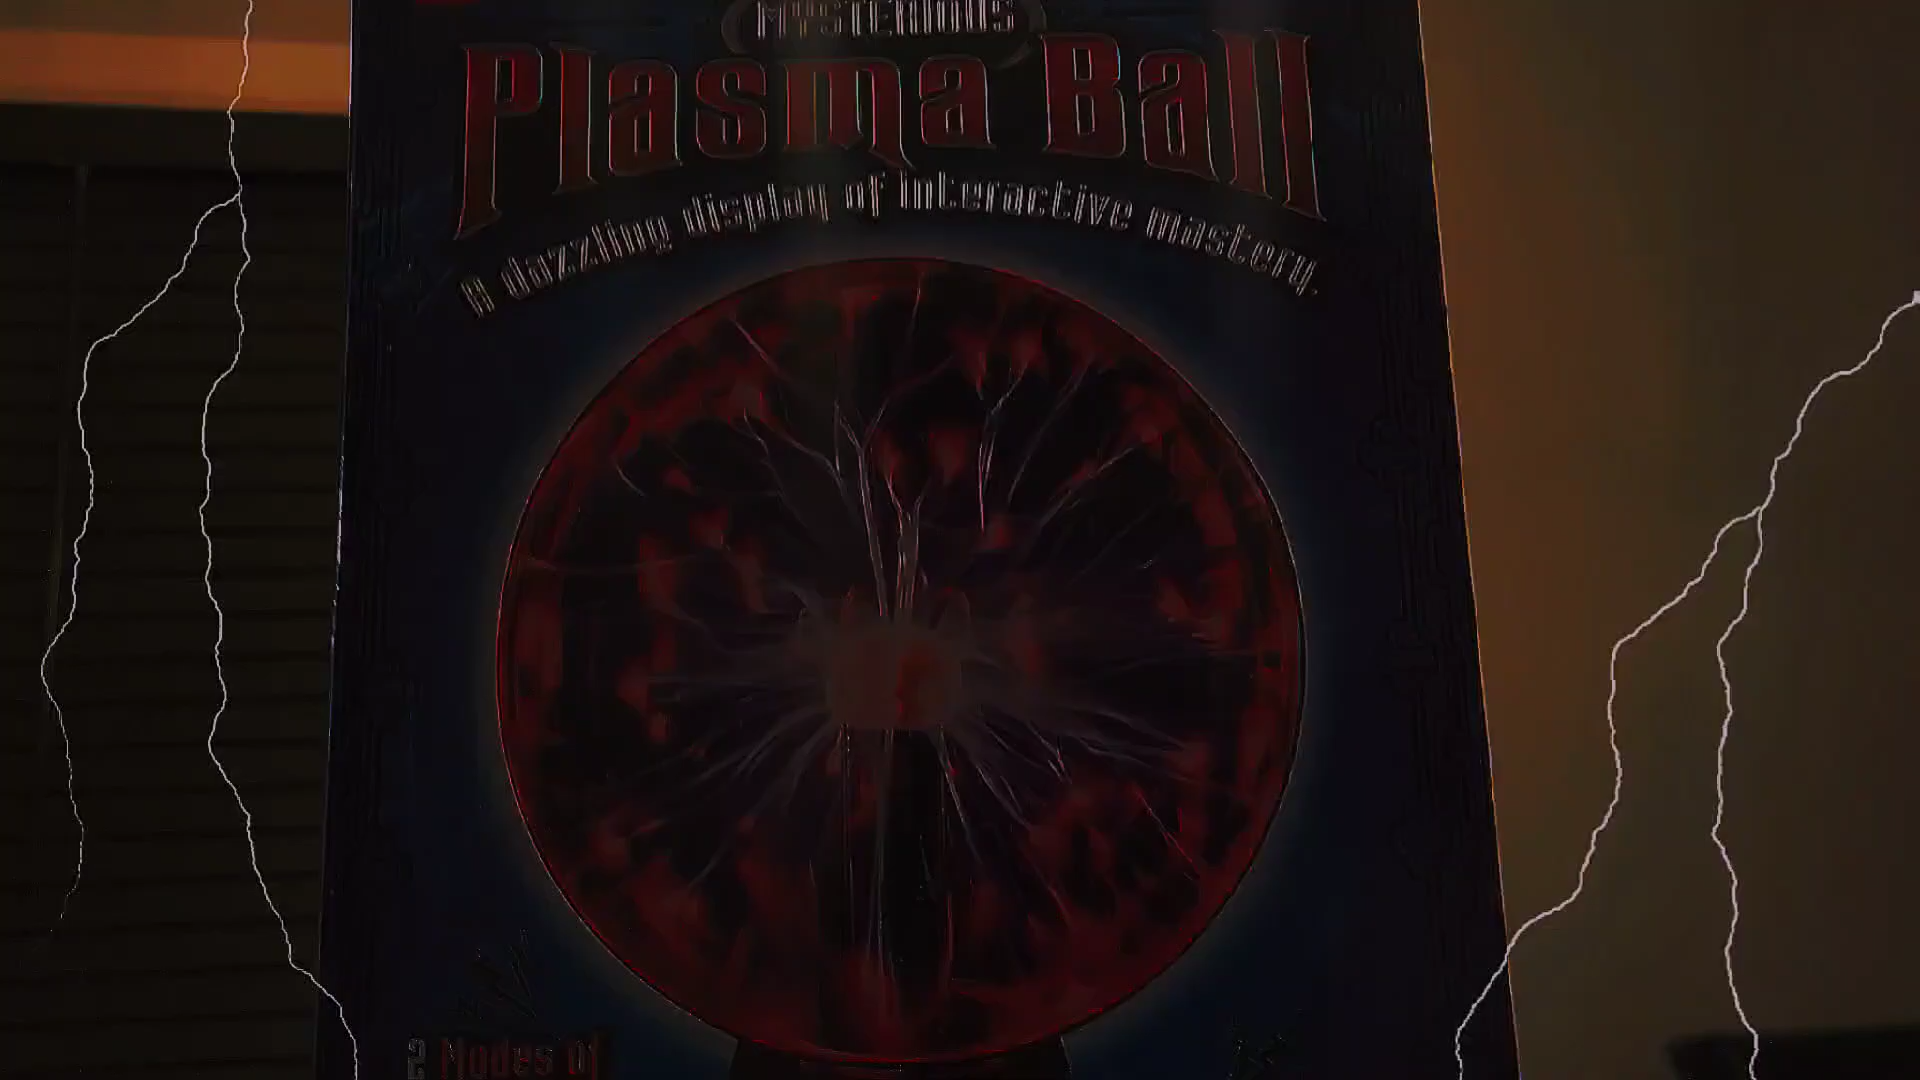 MYSTERIOUS
Plasma Ball
A dazzling display of interactive mastery.
2 Modes Of